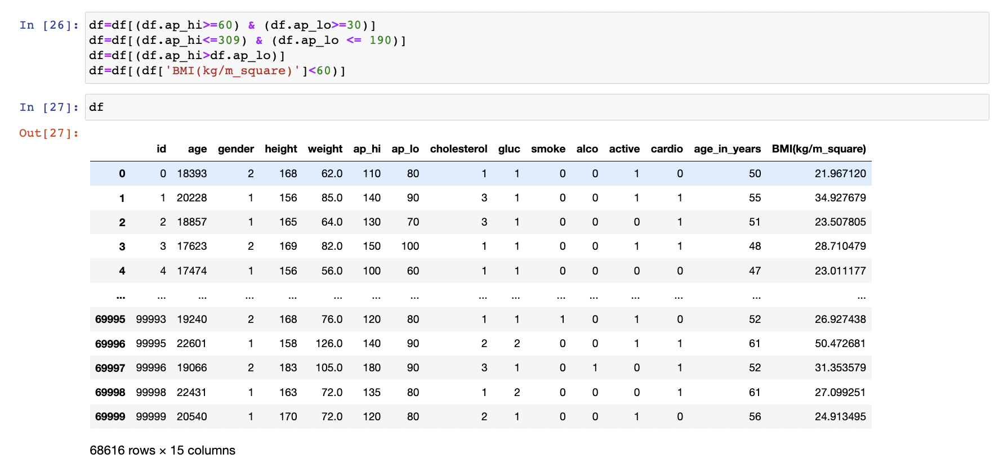 In [26]: df=df[(df.ap_hi>=60) & (df.ap_lo>=30)]
df=df[(df.ap_hi<=309) & (df.ap_lo <= 190)]
df=df[(df.ap_hi>df.ap_lo)]
df=df[(df['BMI(kg/m_square)']<60)]
In [27]: df
Out[27]:
id age gender height weight ap_hi ap_lo cholesterol gluc smoke alco active cardio age_in_years BMI(kg/m_square)
0 0 18393 2 168 62.0 110 80 1 1 0 0 1 0 50 21.967120
1 1 20228 1 156 85.0 140 90 3 1 0 0 1 1 55 34.927679
2 2 18857 1 165 64.0 130 70 3 1 0 0 0 1 51 23.507805
3 3 17623 2 169 82.0 150 100 1 1 0 0 1 1 48 28.710479
4 4 17474 1 156 56.0 100 60 1 1 0 0 0 0 47 23.011177
... ... ... ... ... ... ... ... ... ... ... ... ... ... ... ...
69995 99993 19240 2 168 76.0 120 80 1 1 1 0 1 0 52 26.927438
69996 99995 22601 1 158 126.0 140 90 2 2 0 0 1 1 61 50.472681
69997 99996 19066 2 183 105.0 180 90 3 1 0 1 0 1 52 31.353579
69998 99998 22431 1 163 72.0 135 80 1 2 0 0 0 1 61 27.099251
69999 99999 20540 1 170 72.0 120 80 2 1 0 0 1 0 56 24.913495
68616 rows × 15 columns